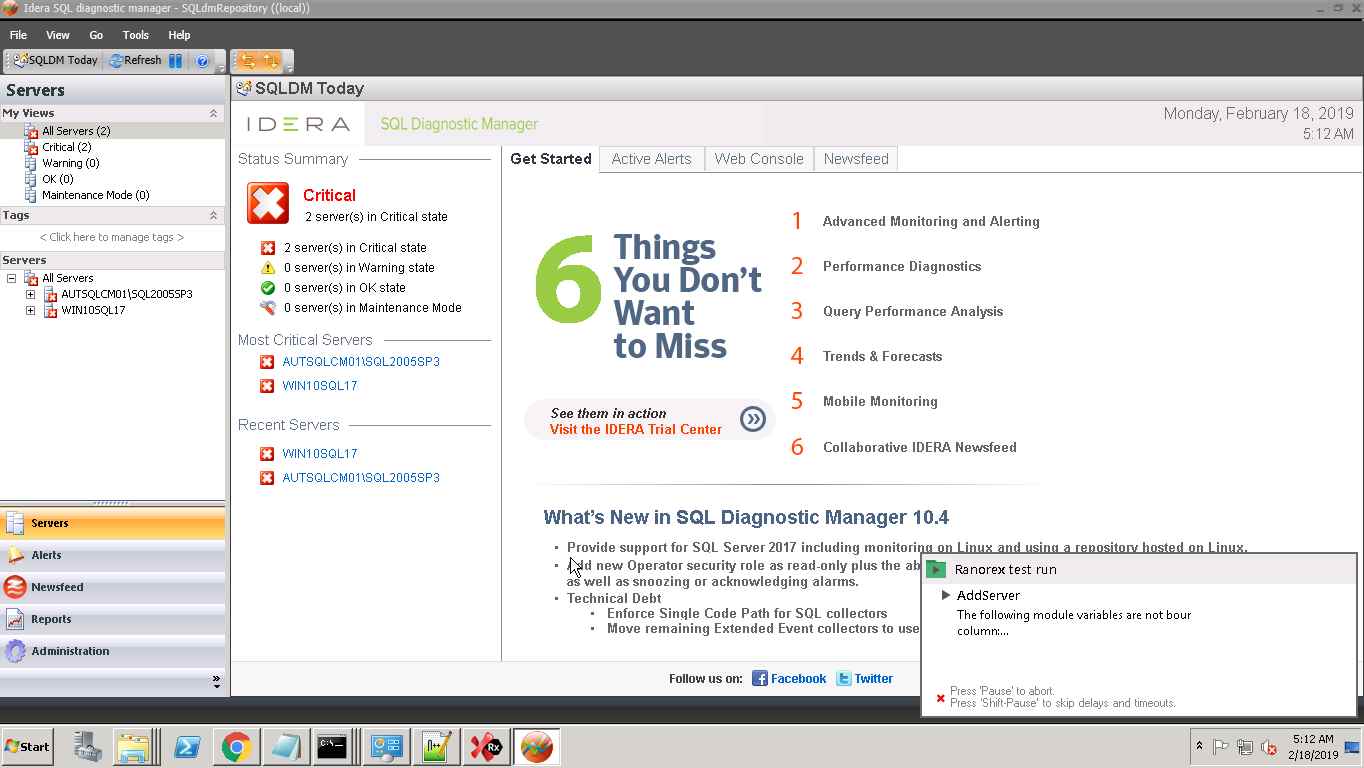 Idera SQL diagnostic manager - SQLdmRepository ((local))
File View Go Tools Help
SQLDM Today Refresh
Servers
My Views
All Servers (2)
Critical (2)
Warning (0)
OK (0)
Maintenance Mode (0)
Tags
< Click here to manage tags >
Servers
All Servers
AUTSQLCM01\SQL2005SP3
WIN10SQL17
Servers
Alerts
Newsfeed
Reports
Administration
SQLDM Today
IDERA SQL Diagnostic Manager
Monday, February 18, 2019
5:12 AM
Status Summary
Critical
2 server(s) in Critical state
2 server(s) in Critical state
0 server(s) in Warning state
0 server(s) in OK state
0 server(s) in Maintenance Mode
Most Critical Servers
AUTSQLCM01\SQL2005SP3
WIN10SQL17
Recent Servers
WIN10SQL17
AUTSQLCM01\SQL2005SP3
Get Started Active Alerts Web Console Newsfeed
6 Things
You Don't
Want
to Miss
See them in action
Visit the IDERA Trial Center
1 Advanced Monitoring and Alerting
2 Performance Diagnostics
3 Query Performance Analysis
4 Trends & Forecasts
5 Mobile Monitoring
6 Collaborative IDERA Newsfeed
What's New in SQL Diagnostic Manager 10.4
• Provide support for SQL Server 2017 including monitoring on Linux and using a repository hosted on Linux.
• Add new Operator security role as read-only plus the ab
as well as snoozing or acknowledging alarms.
• Technical Debt
• Enforce Single Code Path for SQL collectors
• Move remaining Extended Event collectors to use
Follow us on: Facebook Twitter
Ranorex test run
AddServer
The following module variables are not bour
column:...
Press 'Pause' to abort.
Press 'Shift-Pause' to skip delays and timeouts.
Start
C:\_
Rx
5:12 AM
2/18/2019